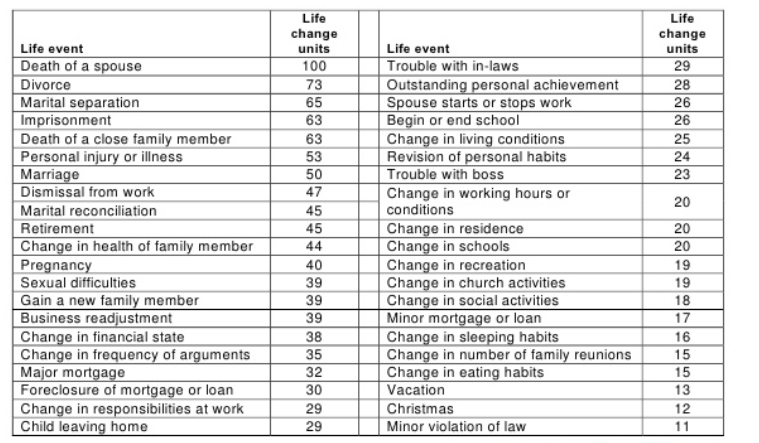 Life event Life change units Life event Life change units
Death of a spouse 100 Trouble with in-laws 29
Divorce 73 Outstanding personal achievement 28
Marital separation 65 Spouse starts or stops work 26
Imprisonment 63 Begin or end school 26
Death of a close family member 63 Change in living conditions 25
Personal injury or illness 53 Revision of personal habits 24
Marriage 50 Trouble with boss 23
Dismissal from work 47 Change in working hours or conditions 20
Marital reconciliation 45
Retirement 45 Change in residence 20
Change in health of family member 44 Change in schools 20
Pregnancy 40 Change in recreation 19
Sexual difficulties 39 Change in church activities 19
Gain a new family member 39 Change in social activities 18
Business readjustment 39 Minor mortgage or loan 17
Change in financial state 38 Change in sleeping habits 16
Change in frequency of arguments 35 Change in number of family reunions 15
Major mortgage 32 Change in eating habits 15
Foreclosure of mortgage or loan 30 Vacation 13
Change in responsibilities at work 29 Christmas 12
Child leaving home 29 Minor violation of law 11